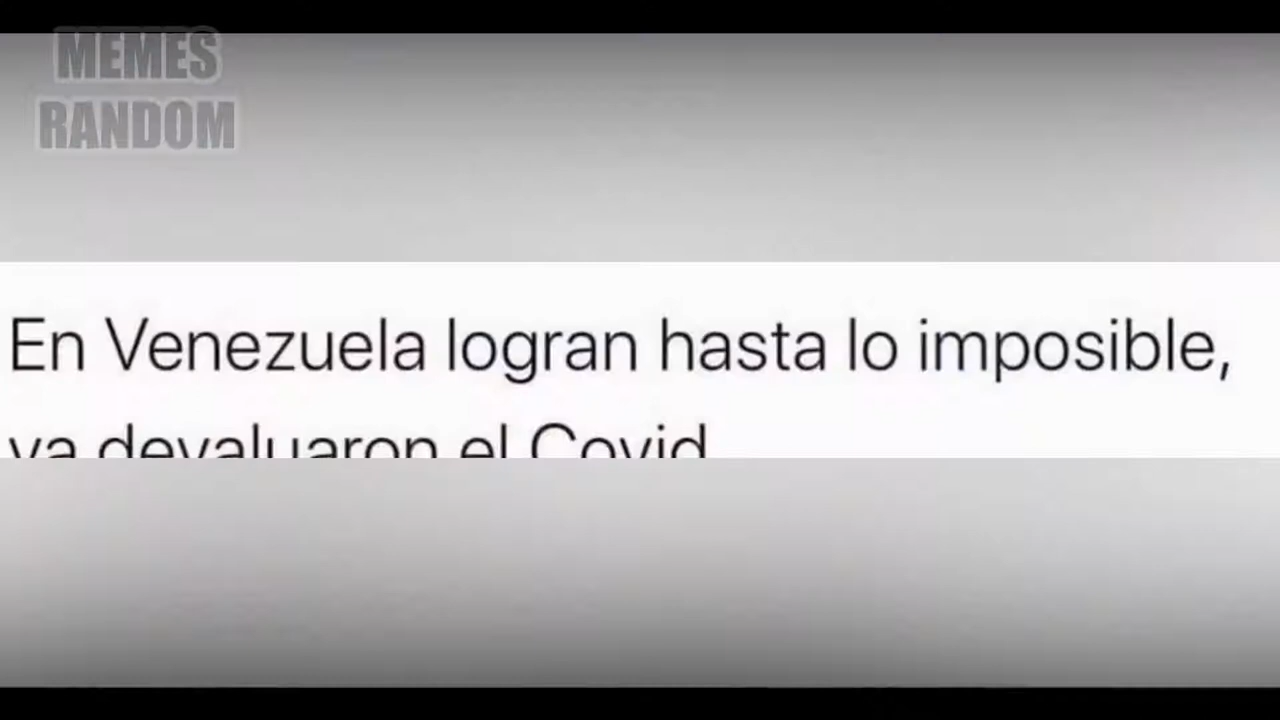 MEMES
RANDOM
En Venezuela logran hasta lo imposible,
ya devaluaron el Covid